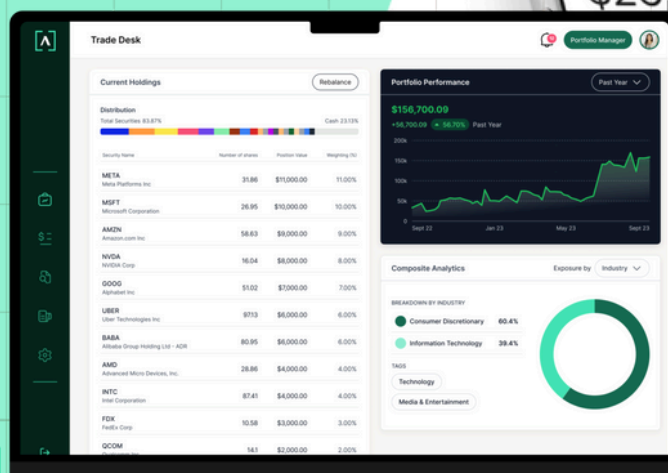 $20
[A]
Trade Desk
Portfolio Manager
Current Holdings
Rebalance
Distribution
Total Securities 83.87%
Cash 23.13%
Security Name
Number of shares
Position Value
Weighting (%)
META
Meta Platforms Inc
31.86
$11,000.00
11.00%
MSFT
Microsoft Corporation
26.95
$10,000.00
10.00%
AMZN
Amazon.com Inc
58.63
$9,000.00
9.00%
NVDA
NVIDIA Corp
16.04
$8,000.00
8.00%
GOOG
Alphabet Inc
51.02
$7,000.00
7.00%
UBER
Uber Technologies Inc
97.13
$6,000.00
6.00%
BABA
Alibaba Group Holding Ltd - ADR
80.95
$6,000.00
6.00%
AMD
Advanced Micro Devices, Inc.
28.86
$4,000.00
4.00%
INTC
Intel Corporation
87.41
$4,000.00
4.00%
FDX
FedEx Corp
10.58
$3,000.00
3.00%
QCOM
14.1
$2,000.00
2.00%
Portfolio Performance
Past Year
$156,700.09
+56,700.09
56.70%
Past Year
200k
150k
100k
50k
0
Sept 22
Jan 23
May 23
Sept 23
Composite Analytics
Exposure by
Industry
BREAKDOWN BY INDUSTRY
Consumer Discretionary
60.4%
Information Technology
39.4%
TAGS
Technology
Media & Entertainment